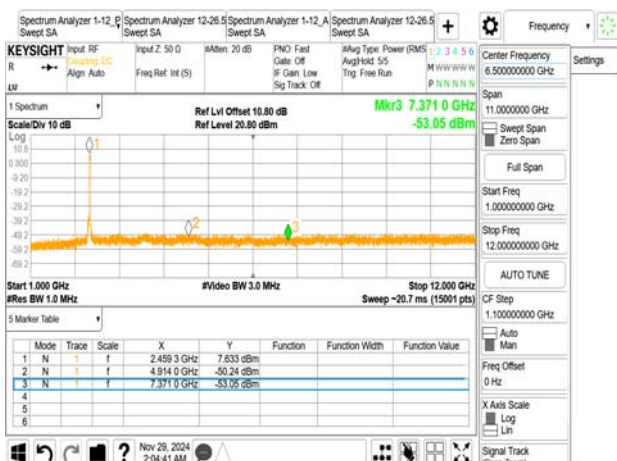 Spectrum Analyzer 1-12_P
Swept SA
Spectrum Analyzer 12-26.5
Swept SA
Spectrum Analyzer 1-12_A
Swept SA
Spectrum Analyzer 12-26.5
Swept SA
+
Frequency
KEYSIGHT
R
Input: RF
Coupling: DC
Align: Auto
Input Z: 50 Ω
Freq Ref: Int (S)
#Atten: 20 dB
PNO: Fast
Gate: Off
IF Gain: Low
Sig Track: Off
#Avg Type: Power (RMS
Avg|Hold: 5/5
Trig: Free Run
1 2 3 4 5 6
M W W W W W
P N N N N N
Settings
1 Spectrum
Scale/Div 10 dB
Ref Lvl Offset 10.80 dB
Ref Level 20.80 dBm
Mkr3 7.371 0 GHz
-53.05 dBm
Log
10.8
0.800
-9.20
-19.2
-29.2
-39.2
-49.2
-59.2
-69.2
1
2
3
Start 1.000 GHz
#Res BW 1.0 MHz
#Video BW 3.0 MHz
Stop 12.000 GHz
Sweep ~20.7 ms (15001 pts)
5 Marker Table
Mode Trace Scale X Y Function Function Width Function Value
1 N 1 f 2.459 3 GHz 7.633 dBm
2 N 1 f 4.914 0 GHz -50.24 dBm
3 N 1 f 7.371 0 GHz -53.05 dBm
4
5
6
Nov 29, 2024
2:04:41 AM
Center Frequency
6.500000000 GHz
Span
11.0000000 GHz
Swept Span
Zero Span
Full Span
Start Freq
1.000000000 GHz
Stop Freq
12.000000000 GHz
AUTO TUNE
CF Step
1.100000000 GHz
Auto
Man
Freq Offset
0 Hz
X Axis Scale
Log
Lin
Signal Track